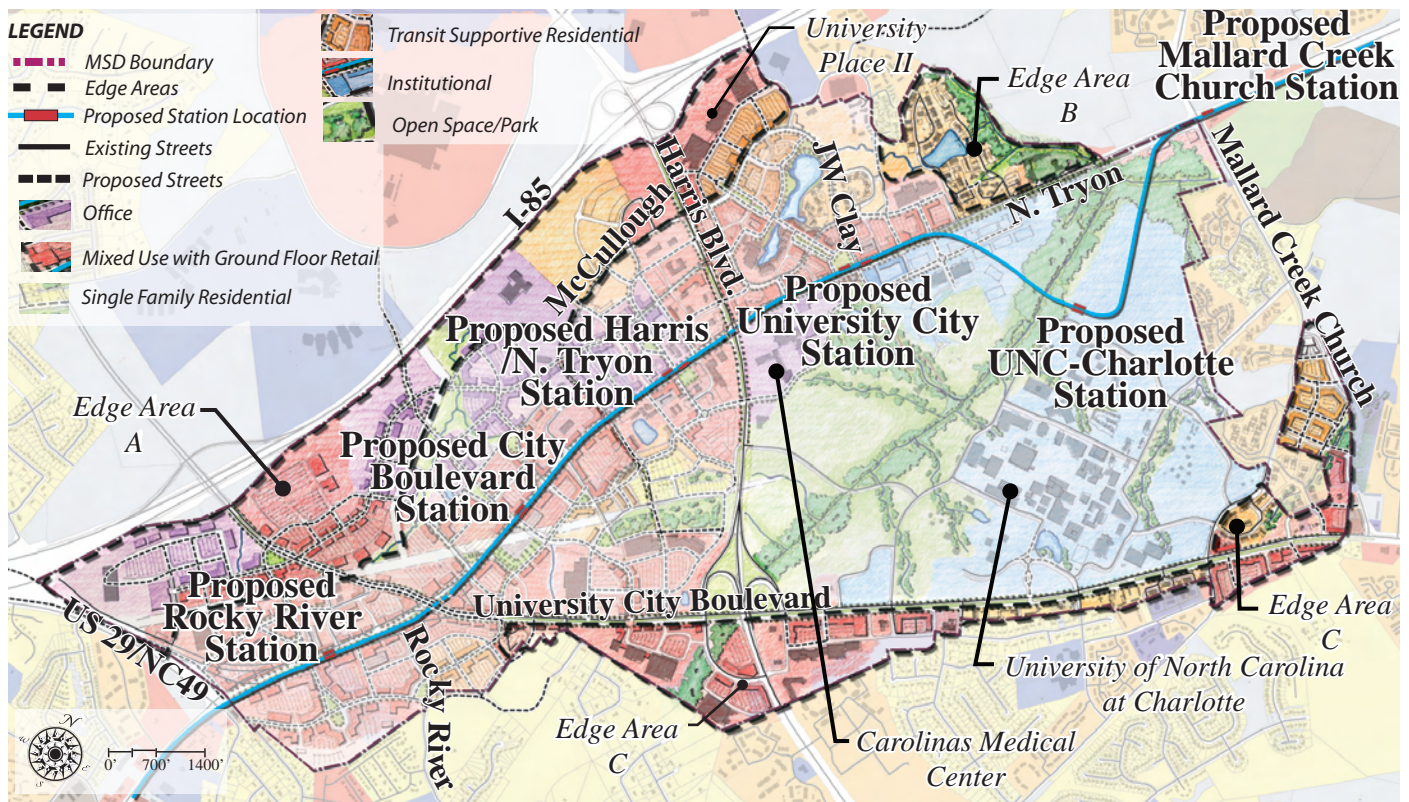 LEGEND
MSD Boundary
Edge Areas
Proposed Station Location
Existing Streets
Proposed Streets
Office
Mixed Use with Ground Floor Retail
Single Family Residential
Transit Supportive Residential
Institutional
Open Space/Park
University
Place II
Edge Area
B
Proposed
Mallard Creek
Church Station
I-85
McCullough
Harris Blvd.
JW Clay
N. Tryon
Mallard Creek Church
Proposed Harris
/N. Tryon
Station
Proposed
University City
Station
Proposed
UNC-Charlotte
Station
Edge Area
A
Proposed City
Boulevard
Station
Proposed
Rocky River
Station
US 29/NC49
Rocky River
University City Boulevard
Edge Area
C
University of North Carolina
at Charlotte
Edge Area
C
Carolinas Medical
Center
N
W
E
S
0'
700'
1400'